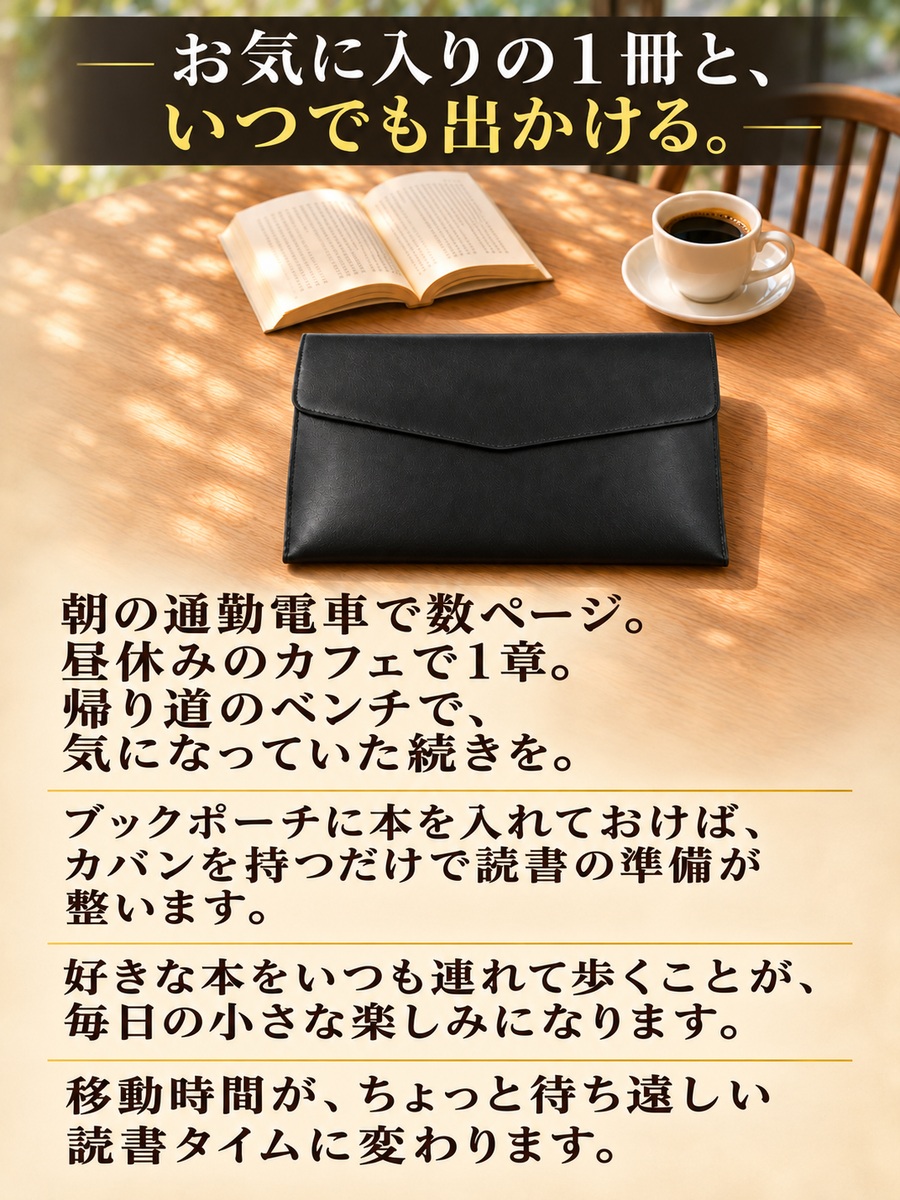 お気に入りの1冊と、
いつでも出かける。
朝の通勤電車で数ページ。
昼休みのカフェで1章。
帰り道のベンチで、
気になっていた続きを。
ブックポーチに本を入れておけば、
カバンを持つだけで読書の準備が
整います。
好きな本をいつも連れて歩くことが、
毎日の小さな楽しみになります。
移動時間が、ちょっと待ち遠しい
読書タイムに変わります。